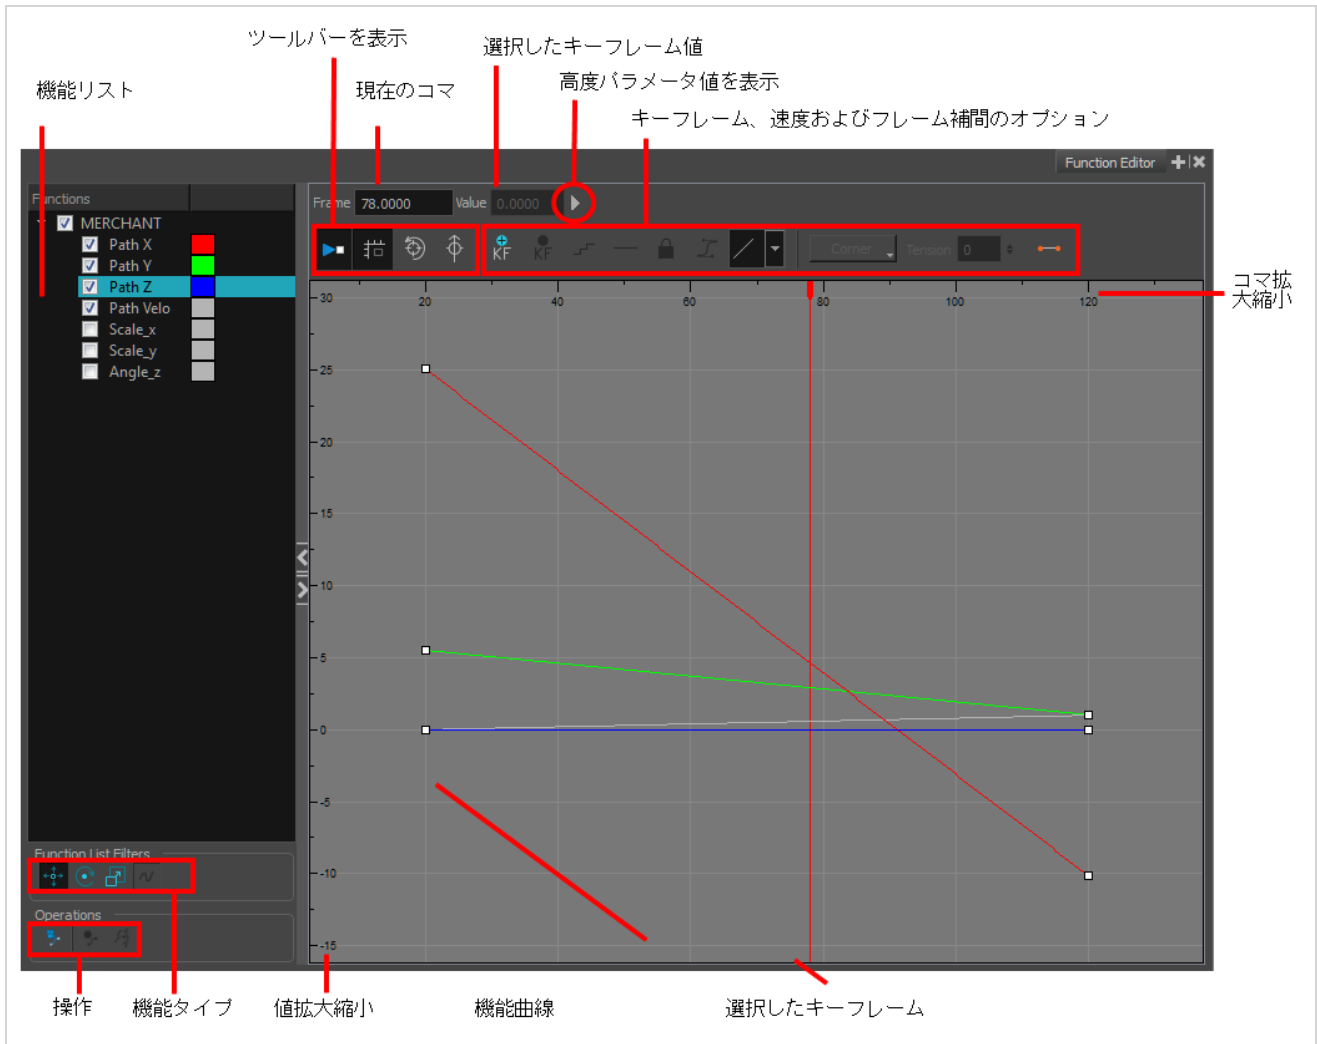 ツールバーを表示
選択したキーフレーム値
機能リスト
現在のコマ
高度パラメータ値を表示
キーフレーム、速度およびフレーム補間のオプション
Function Editor
Functions
Frame 78.0000 Value 0.0000
MERCHANT
Path X
Path Y
Path Z
Path Velo
Scale_x
Scale_y
Angle_z
KF KF Corner Tension 0
コマ拡
大縮小
20 40 60 80 100 120
30
25
20
15
10
5
0
-5
-10
-15
Function List Filters
Operations
操作
機能タイプ
値拡大縮小
機能曲線
選択したキーフレーム